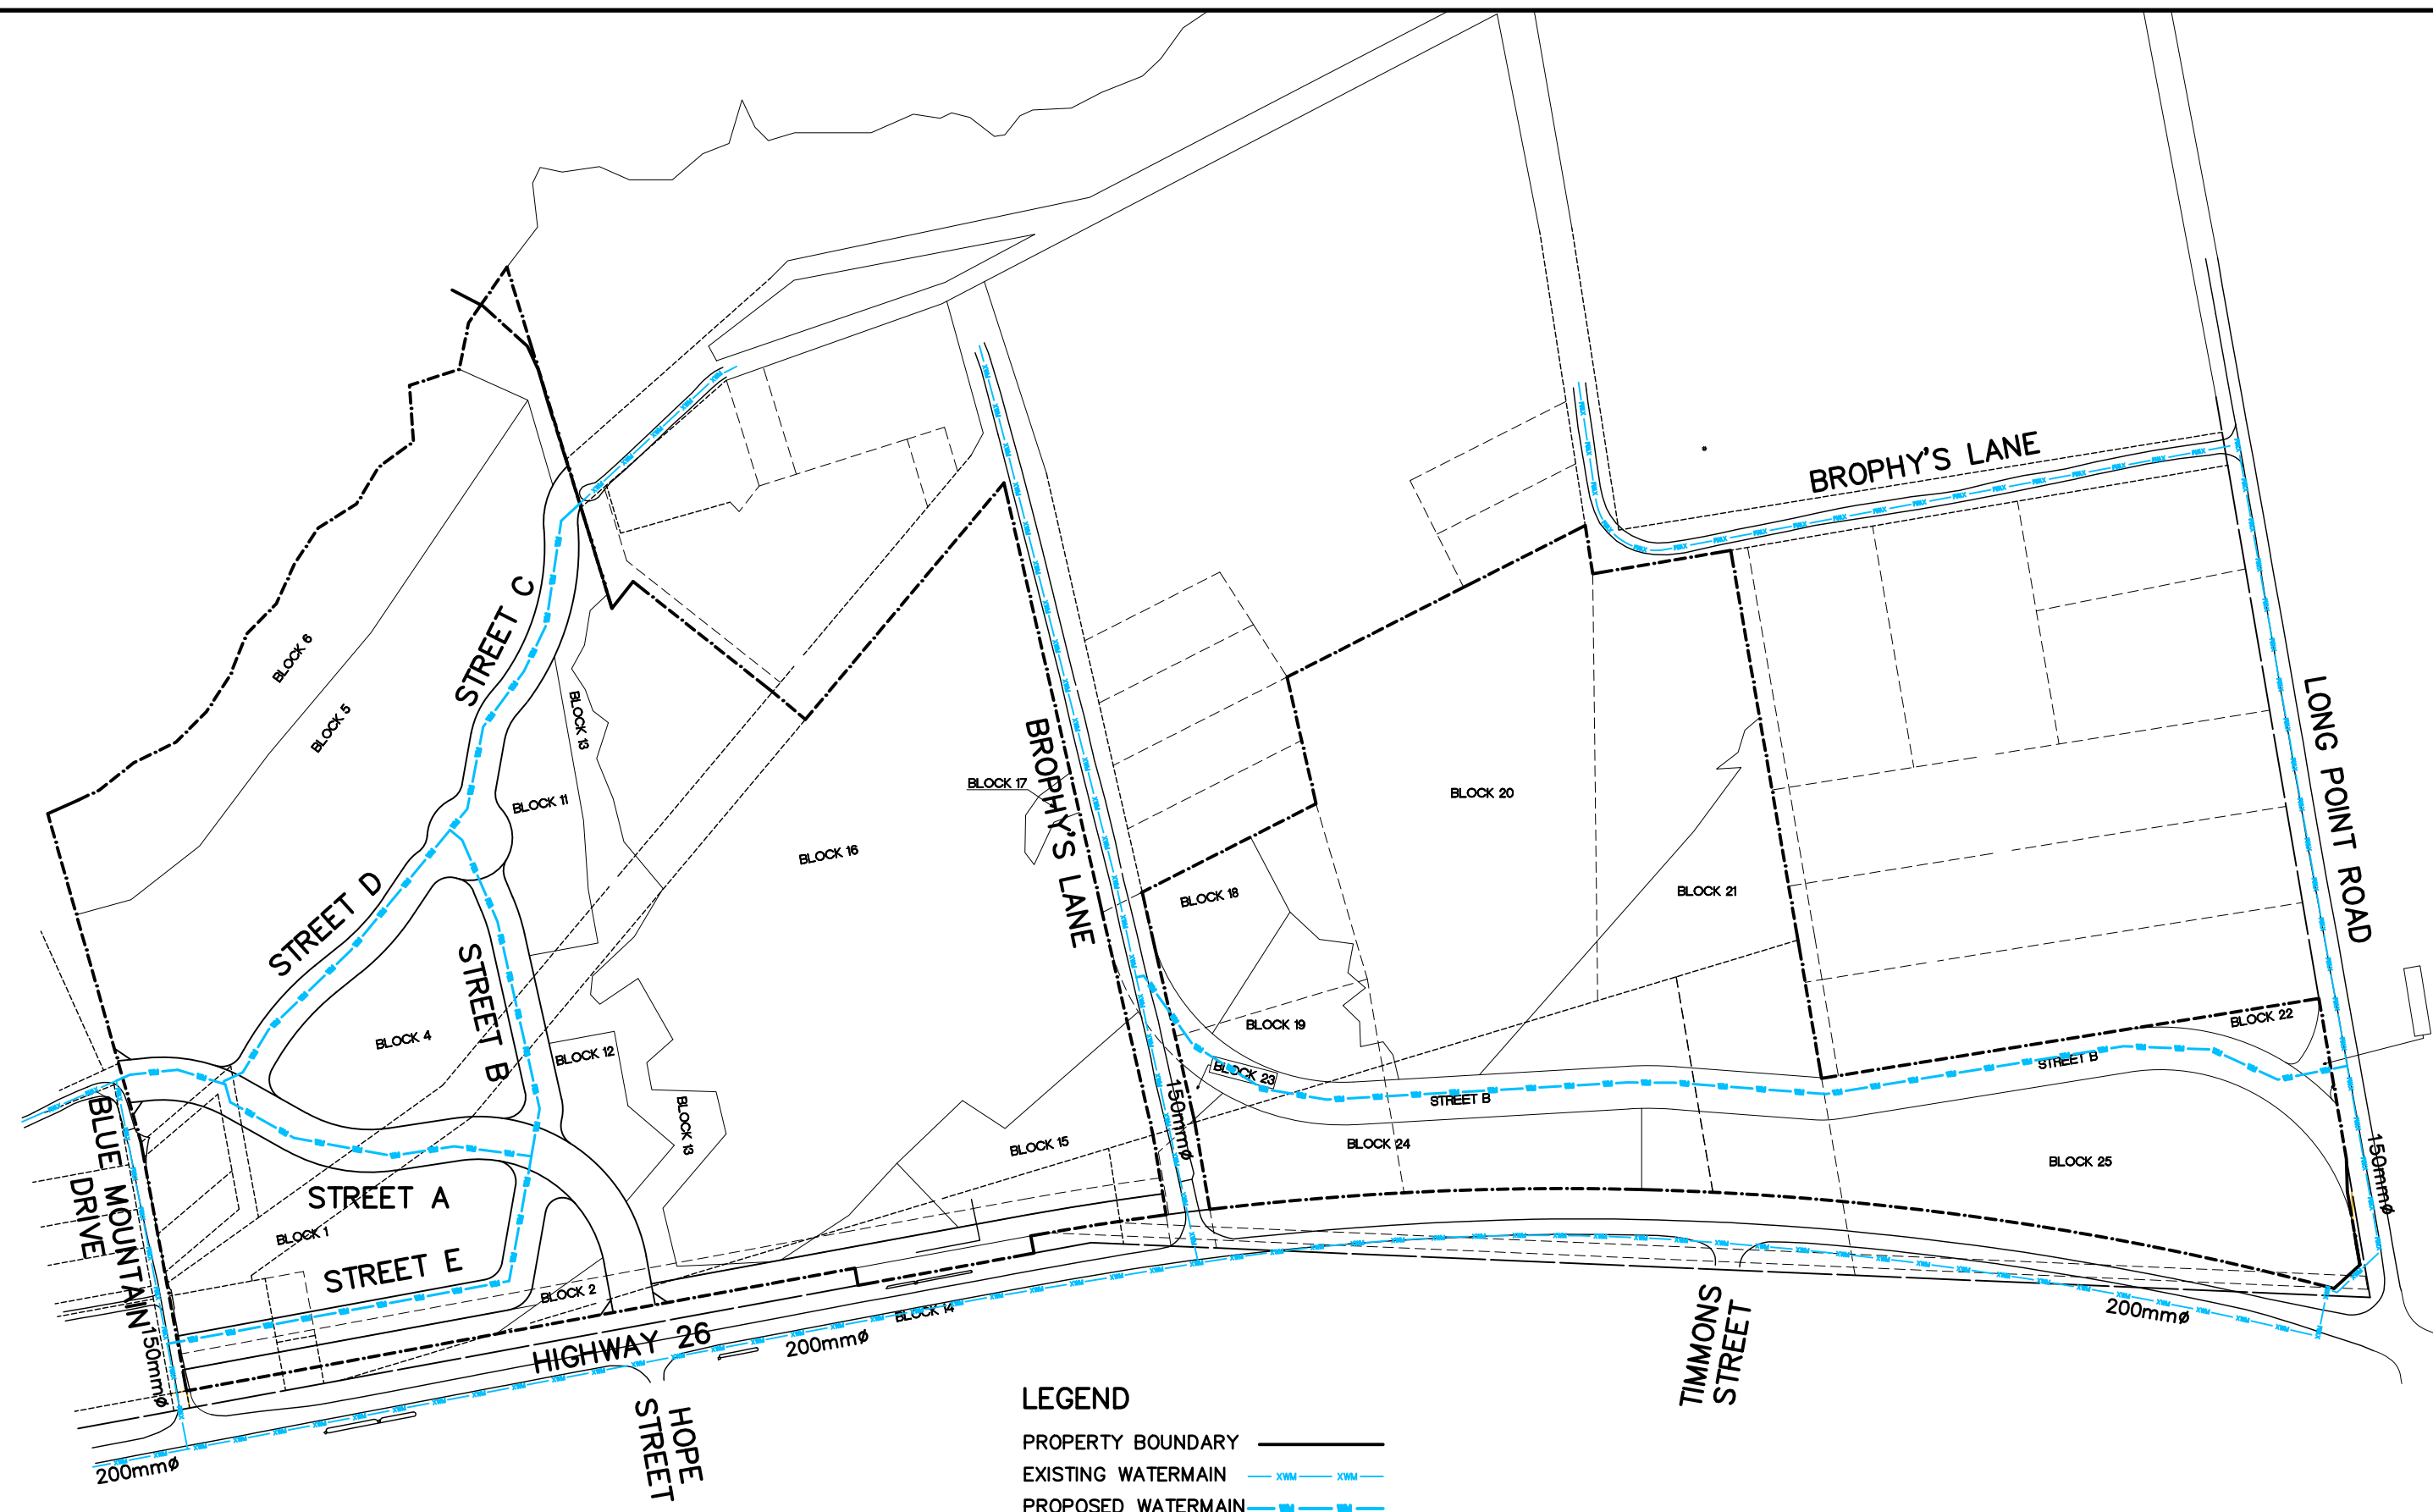 BROPHY'S LANE
STREET C
BLOCK 6
BLOCK 5
BLOCK 13
BLOCK 11
BLOCK 17
BROPHY'S LANE
BLOCK 20
LONG POINT ROAD
BLOCK 16
BLOCK 18
BLOCK 21
STREET D
STREET B
BLOCK 4
BLOCK 12
BLOCK 13
BLOCK 19
BLOCK 22
BLOCK 23
STREET B
STREET B
150mmø
BLOCK 15
BLOCK 24
BLOCK 25
150mmø
BLUE MOUNTAIN
DRIVE
STREET A
BLOCK 1
STREET E
BLOCK 2
BLOCK 14
150mmø
HIGHWAY 26
200mmø
200mmø
TIMMONS
STREET
HOPE
STREET
200mmø
LEGEND
PROPERTY BOUNDARY
EXISTING WATERMAIN XWM XWM
PROPOSED WATERMAIN WM WM